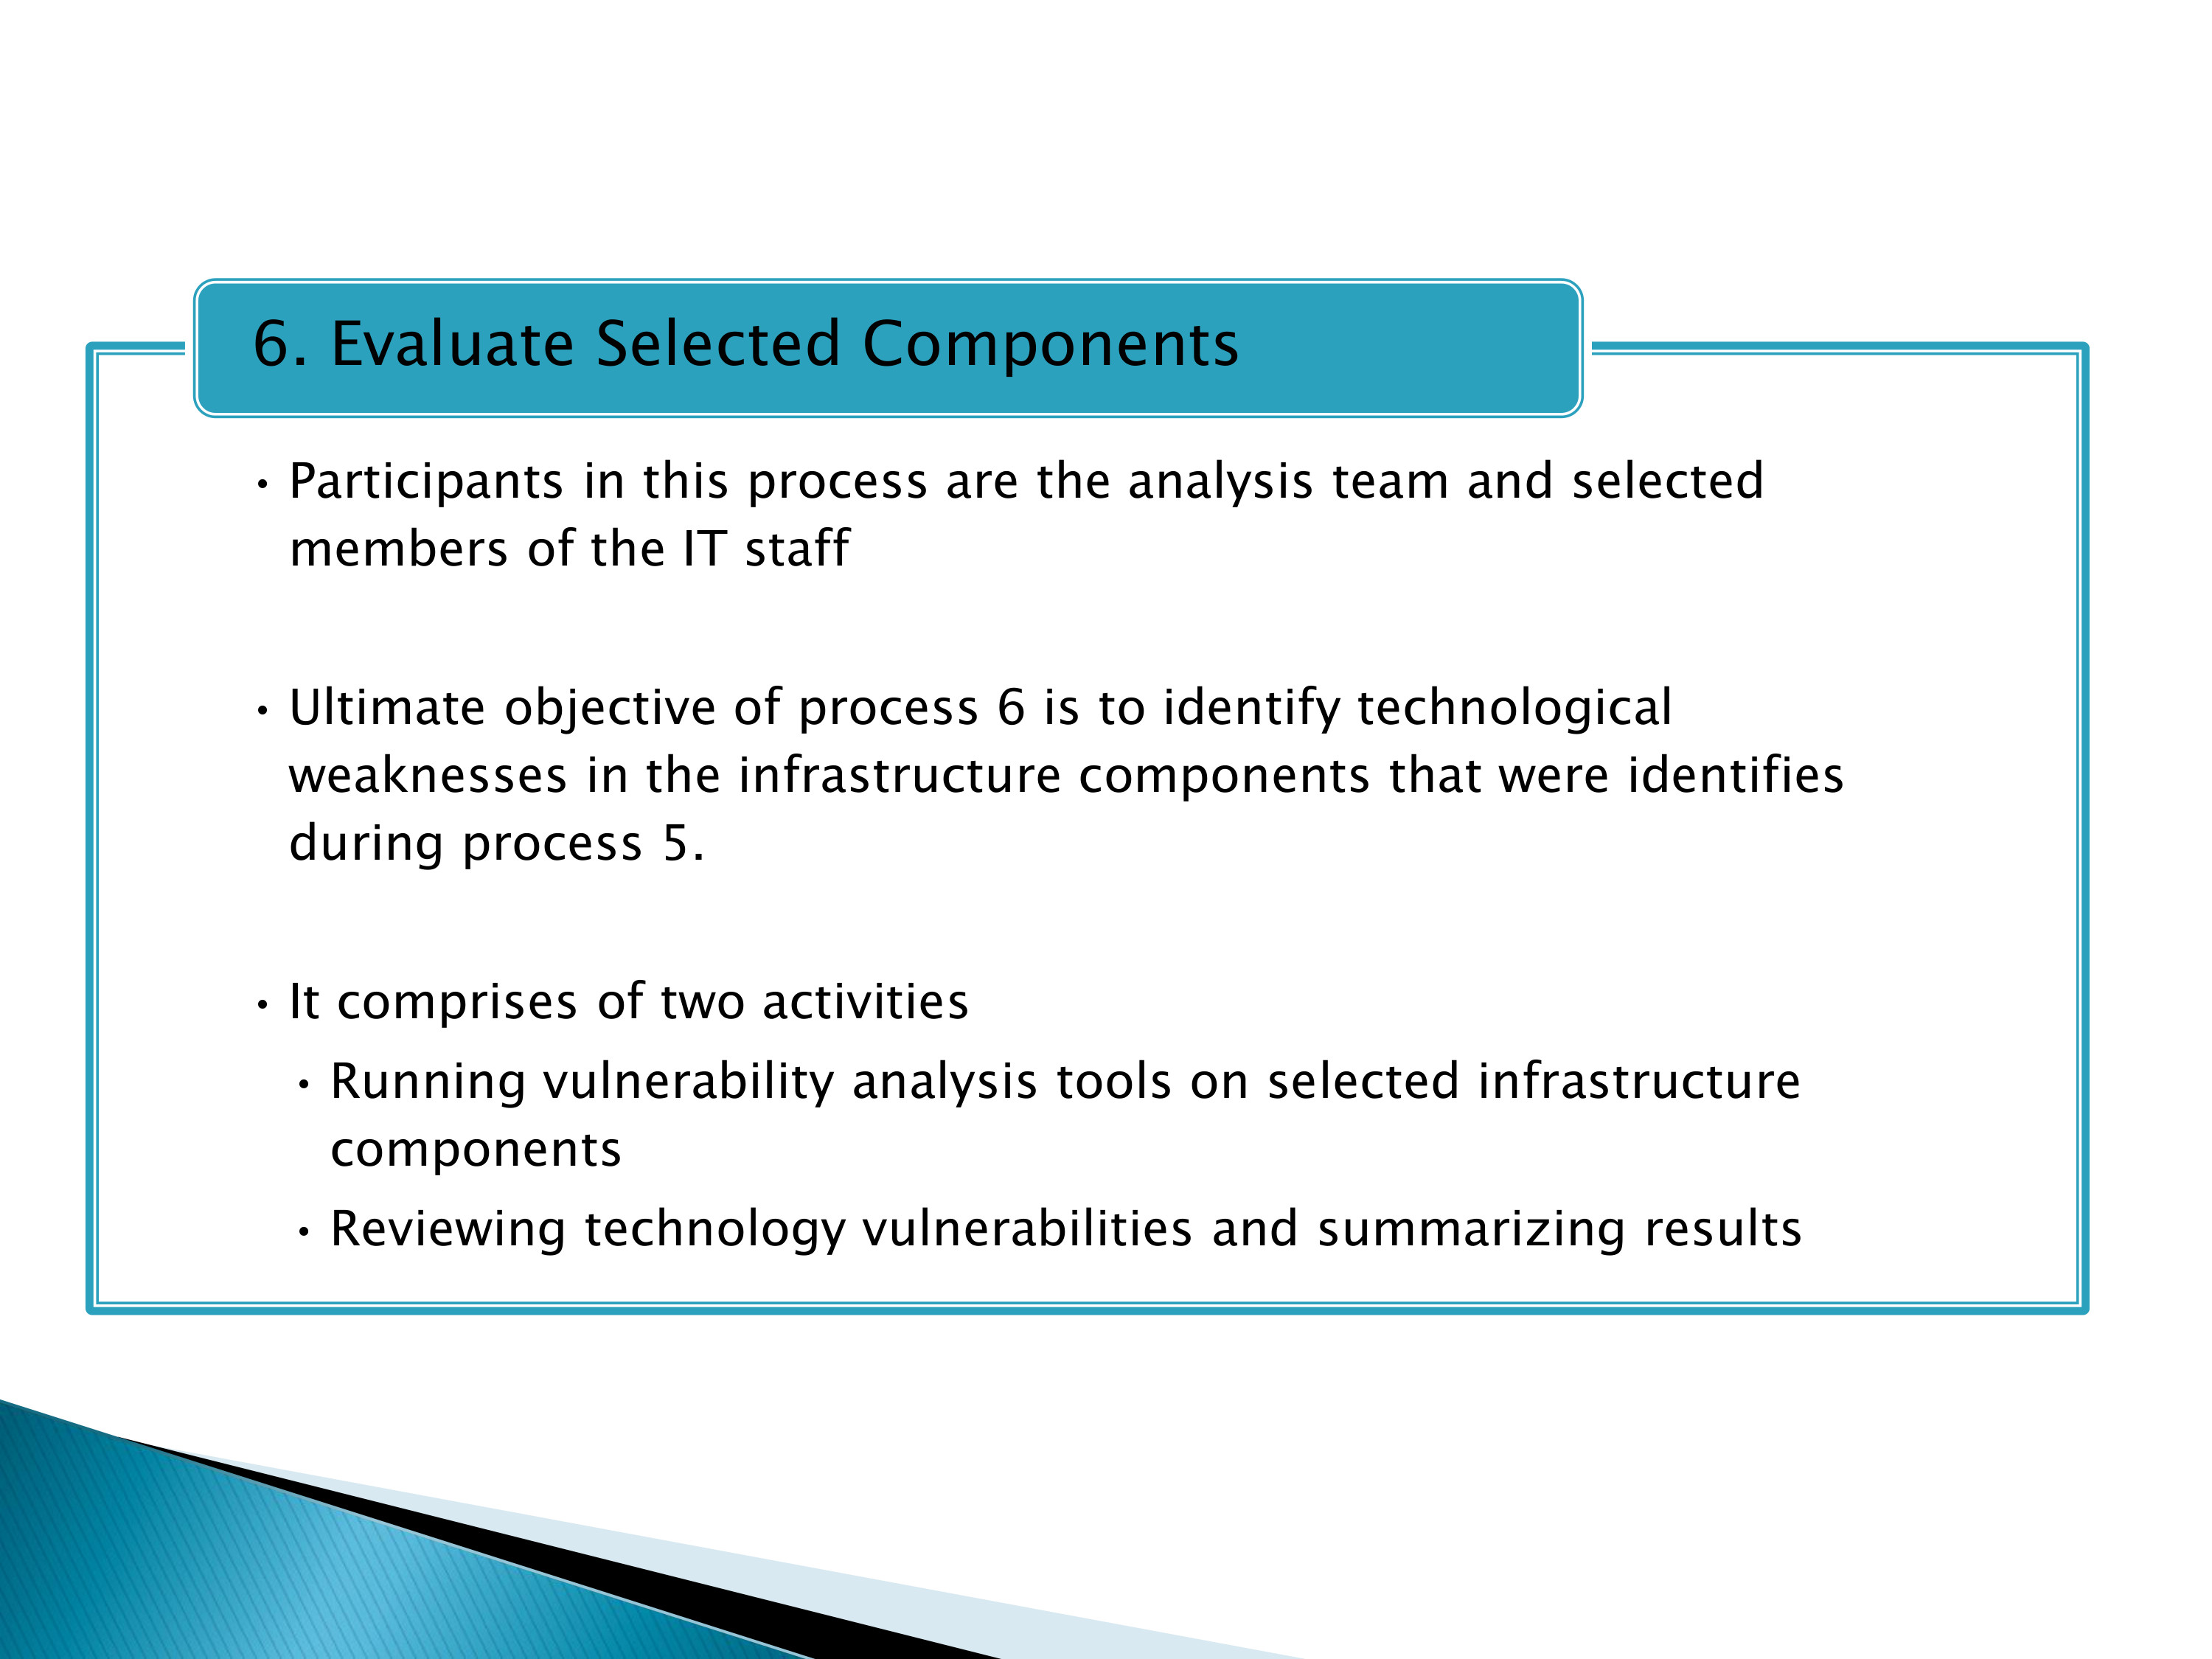 6. Evaluate Selected Components
• Participants in this process are the analysis team and selected
members of the IT staff
• Ultimate objective of process 6 is to identify technological
weaknesses in the infrastructure components that were identifies
during process 5.
• It comprises of two activities
• Running vulnerability analysis tools on selected infrastructure
components
• Reviewing technology vulnerabilities and summarizing results